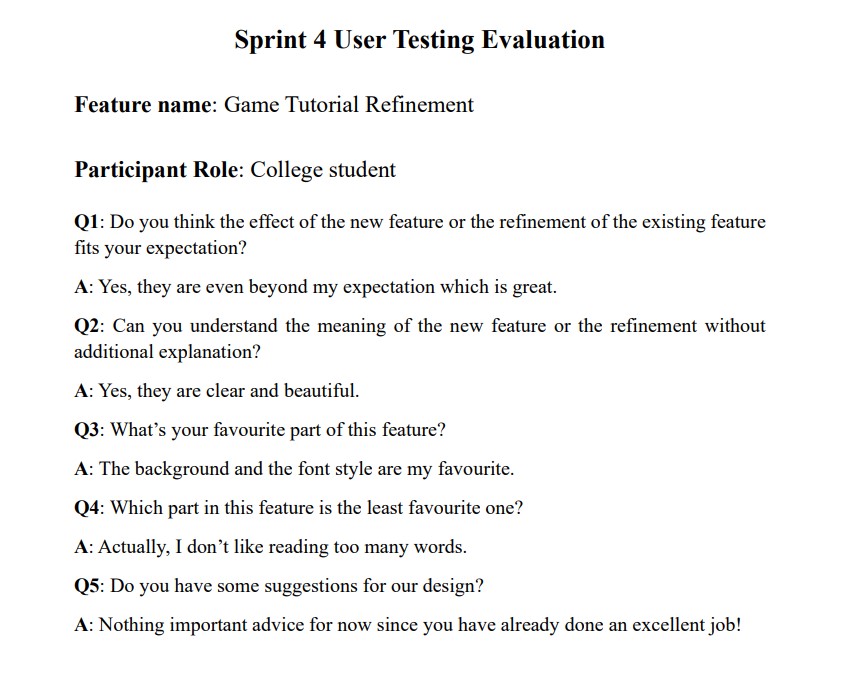 Sprint 4 User Testing Evaluation
Feature name: Game Tutorial Refinement
Participant Role: College student
Q1: Do you think the effect of the new feature or the refinement of the existing feature
fits your expectation?
A: Yes, they are even beyond my expectation which is great.
Q2: Can you understand the meaning of the new feature or the refinement without
additional explanation?
A: Yes, they are clear and beautiful.
Q3: What’s your favourite part of this feature?
A: The background and the font style are my favourite.
Q4: Which part in this feature is the least favourite one?
A: Actually, I don’t like reading too many words.
Q5: Do you have some suggestions for our design?
A: Nothing important advice for now since you have already done an excellent job!